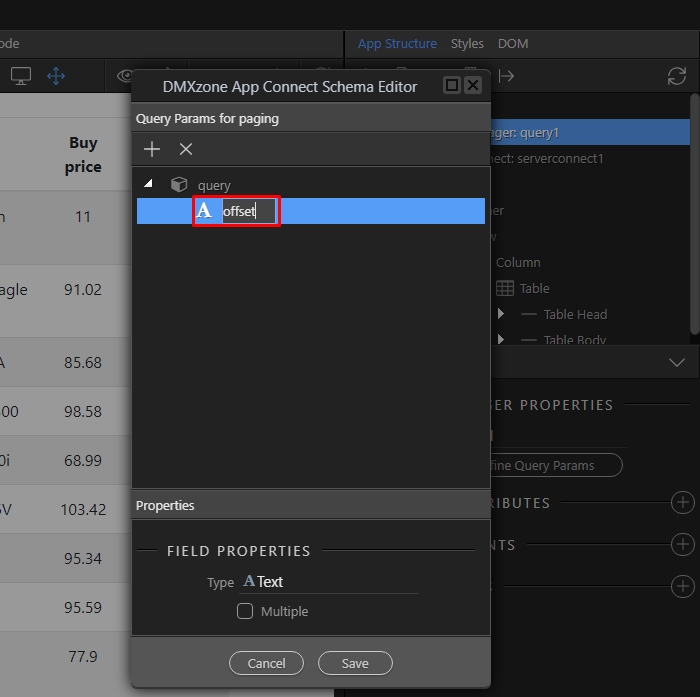 ode
App Structure Styles DOM
DMXzone App Connect Schema Editor
Query Params for paging
query
offset
Properties
FIELD PROPERTIES
Type A Text
Multiple
Cancel Save
Buy
price
n 11
agle 91.02
A 85.68
00 98.58
0i 68.99
5V 103.42
95.34
95.59
77.9
ager: query1
nect: serverconnect1
ner
w
Column
Table
Table Head
Table Body
GER PROPERTIES
fine Query Params
RIBUTES
NTS